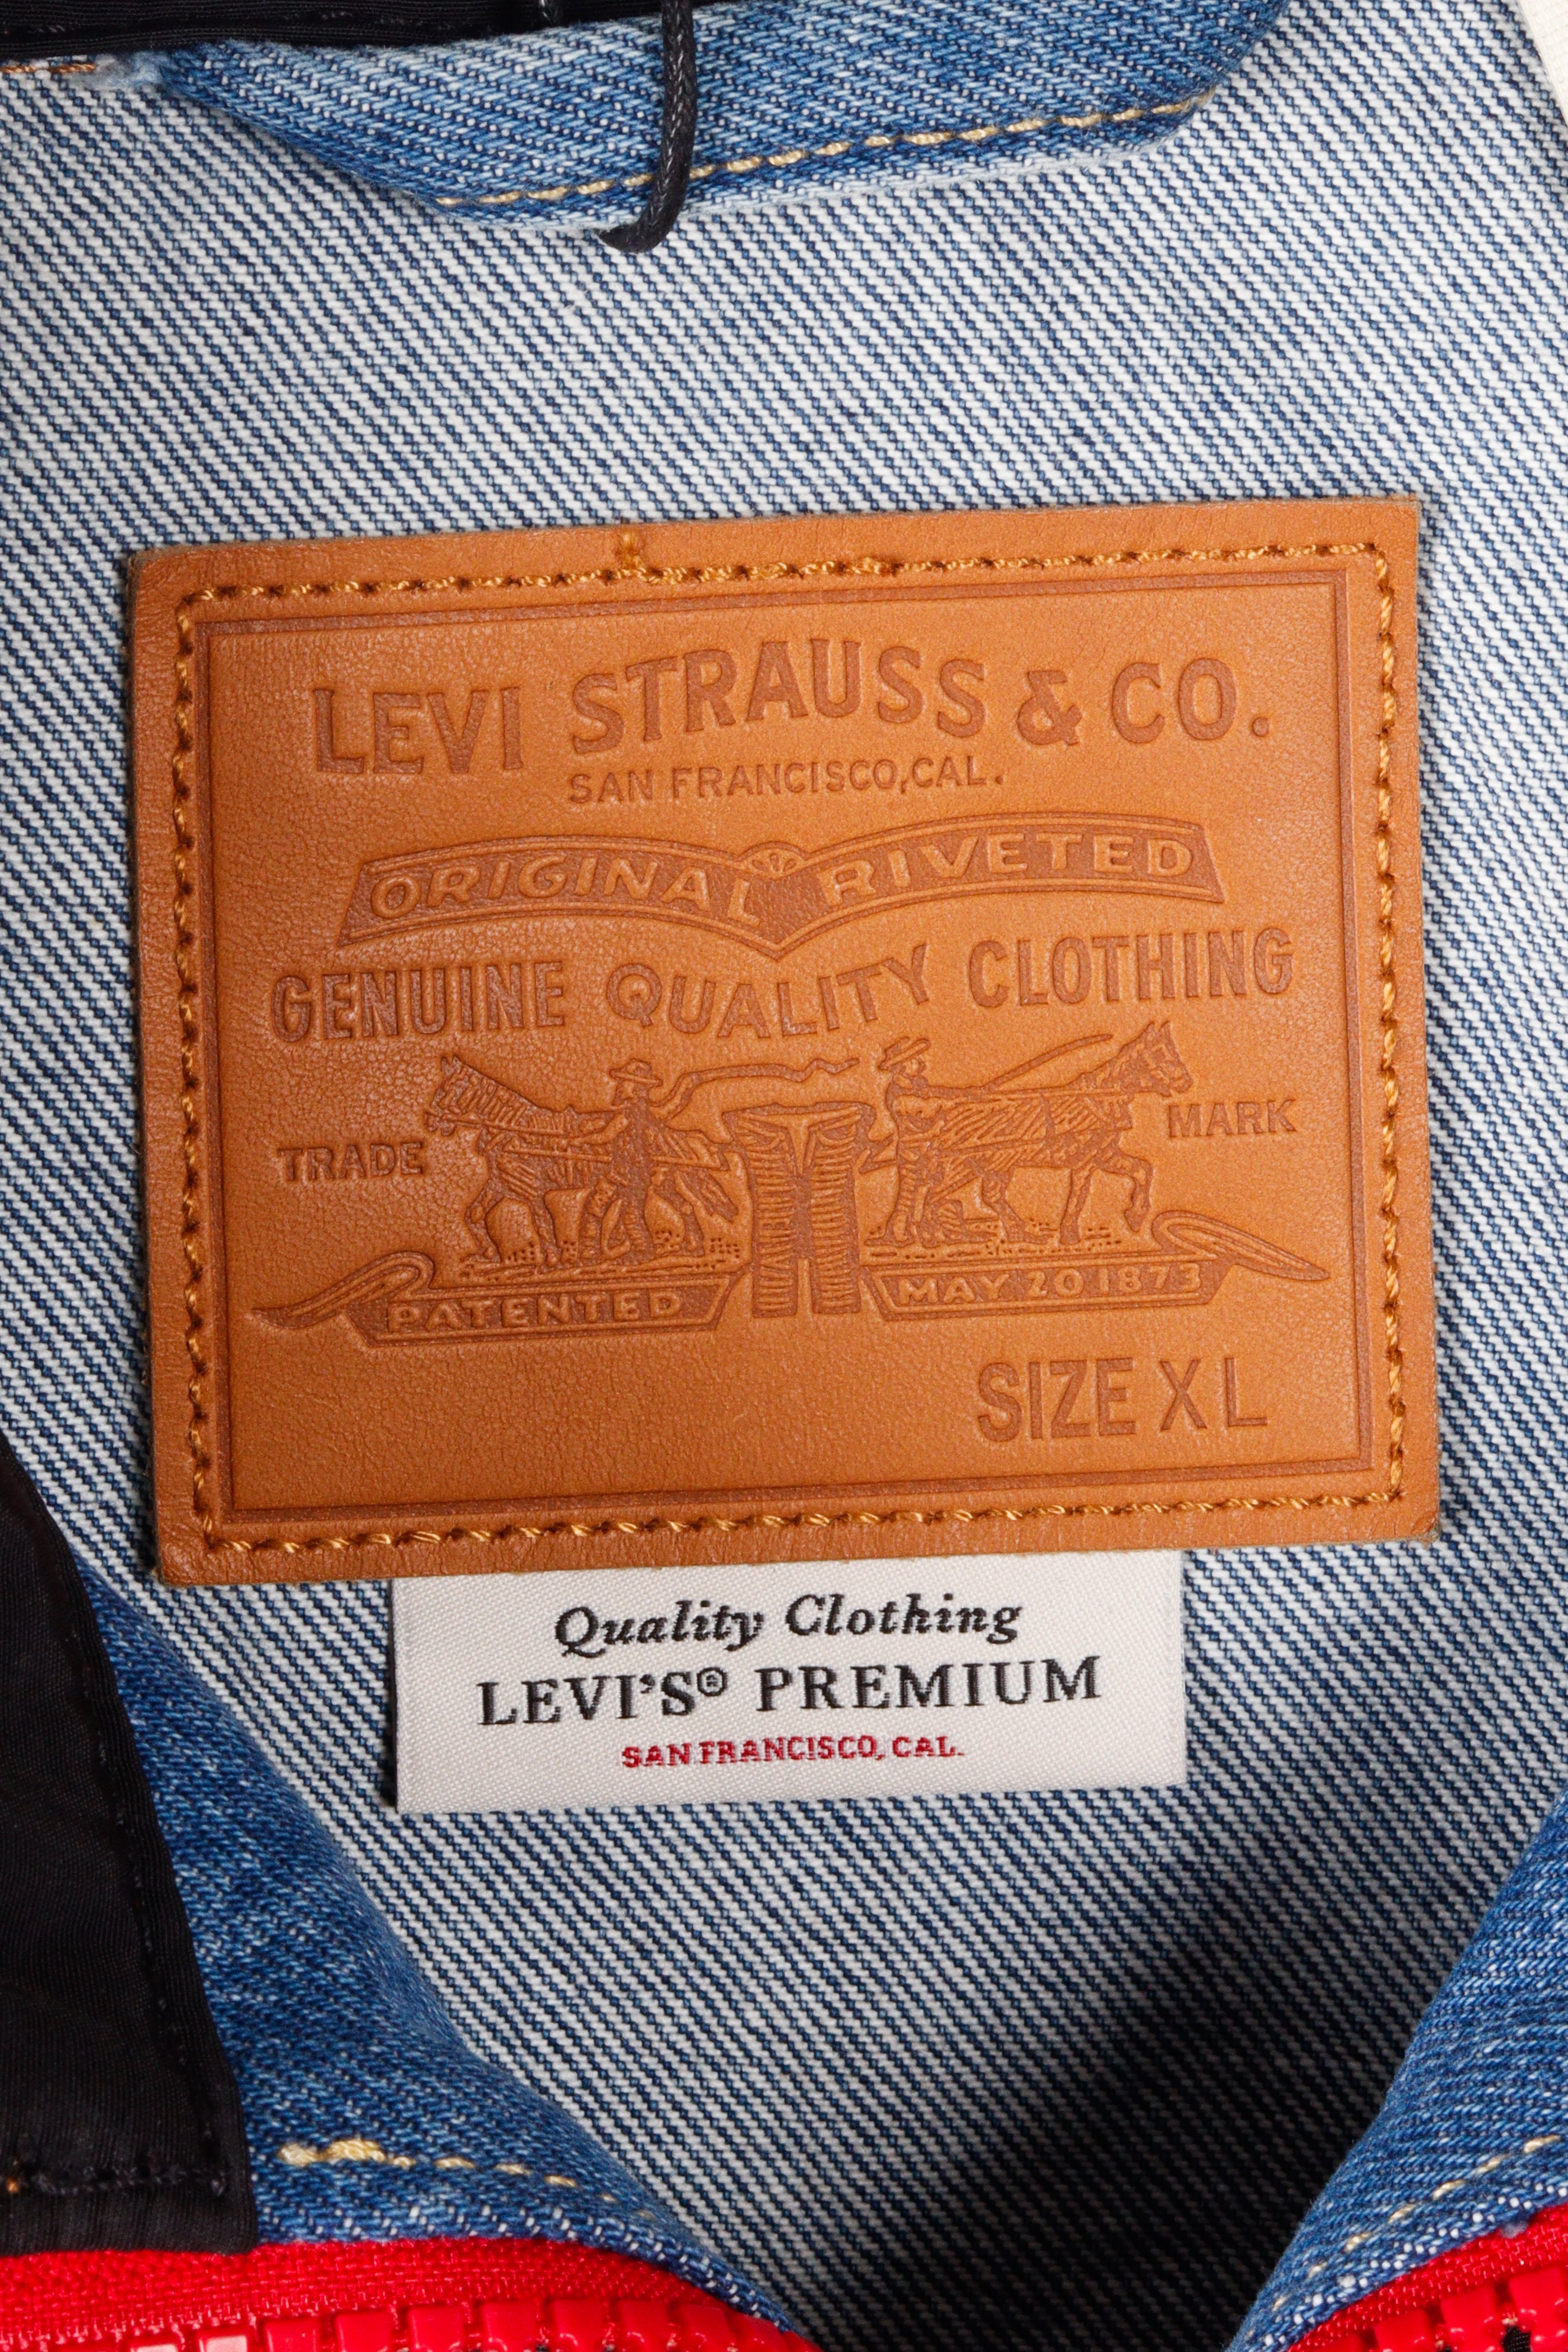 LEVI STRAUSS & CO.
SAN FRANCISCO, CAL.
ORIGINAL RIVETED
GENUINE QUALITY CLOTHING
TRADE MARK
PATENTED MAY 20 1873
SIZE XL
Quality Clothing
LEVI'S® PREMIUM
SAN FRANCISCO, CAL.